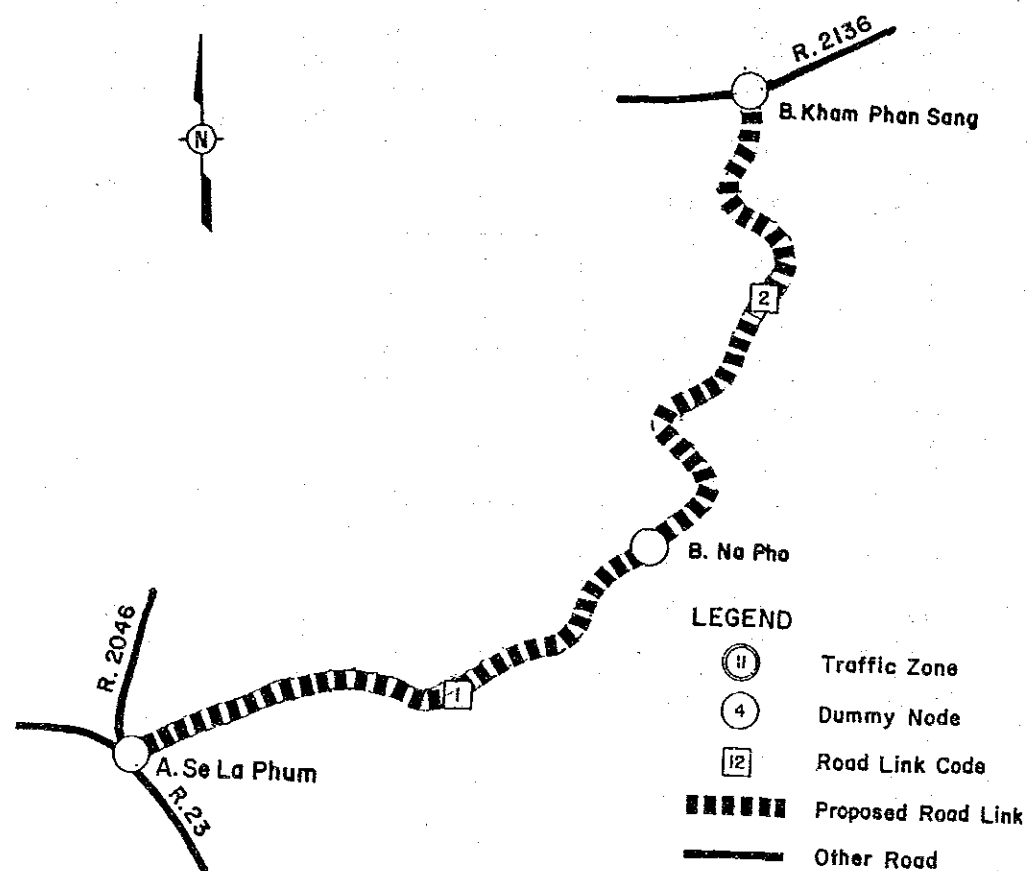 R. 2136
N
B. Kham Phan Sang
2
B. Na Pho
R. 2046
1
A. Se La Phum
R. 23
LEGEND
11 Traffic Zone
4 Dummy Node
12 Road Link Code
Proposed Road Link
Other Road